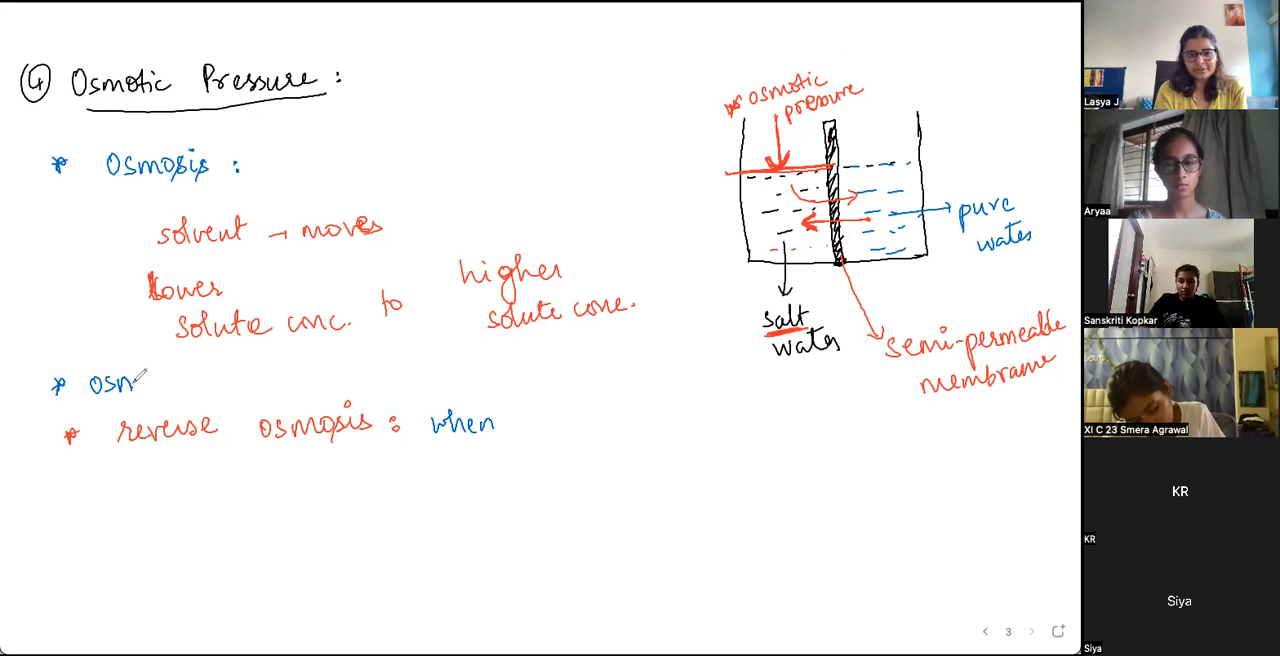 ④ Osmotic Pressure :
* Osmosis :
solvent → moves
lower
solute conc. to
higher
solute conc.
* osm
* reverse osmosis : when
* osmotic
pressure
pure
water
salt
water
semi-permeable
membrane
Lasya J
Aryaa
Sanskriti Kopkar
XI C 23 Smera Agrawal
KR
KR
Siya
Siya
< 3 >